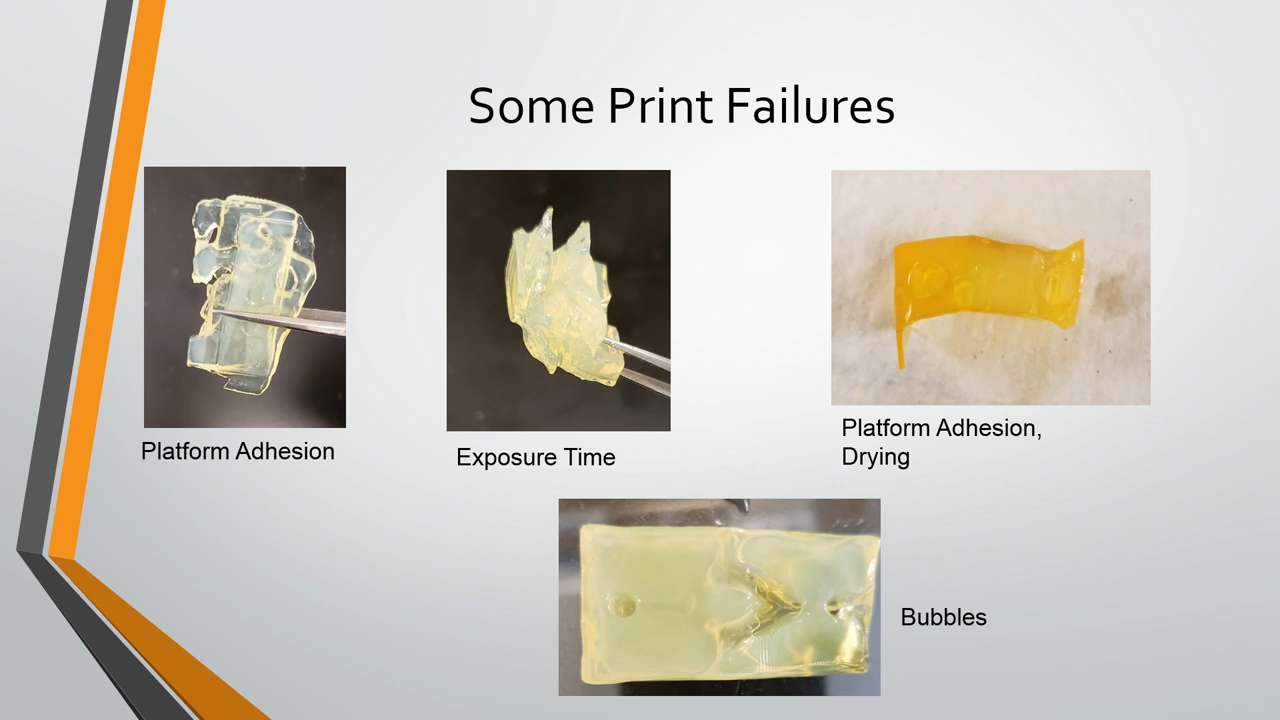 Some Print Failures
Platform Adhesion
Exposure Time
Platform Adhesion,
Drying
Bubbles